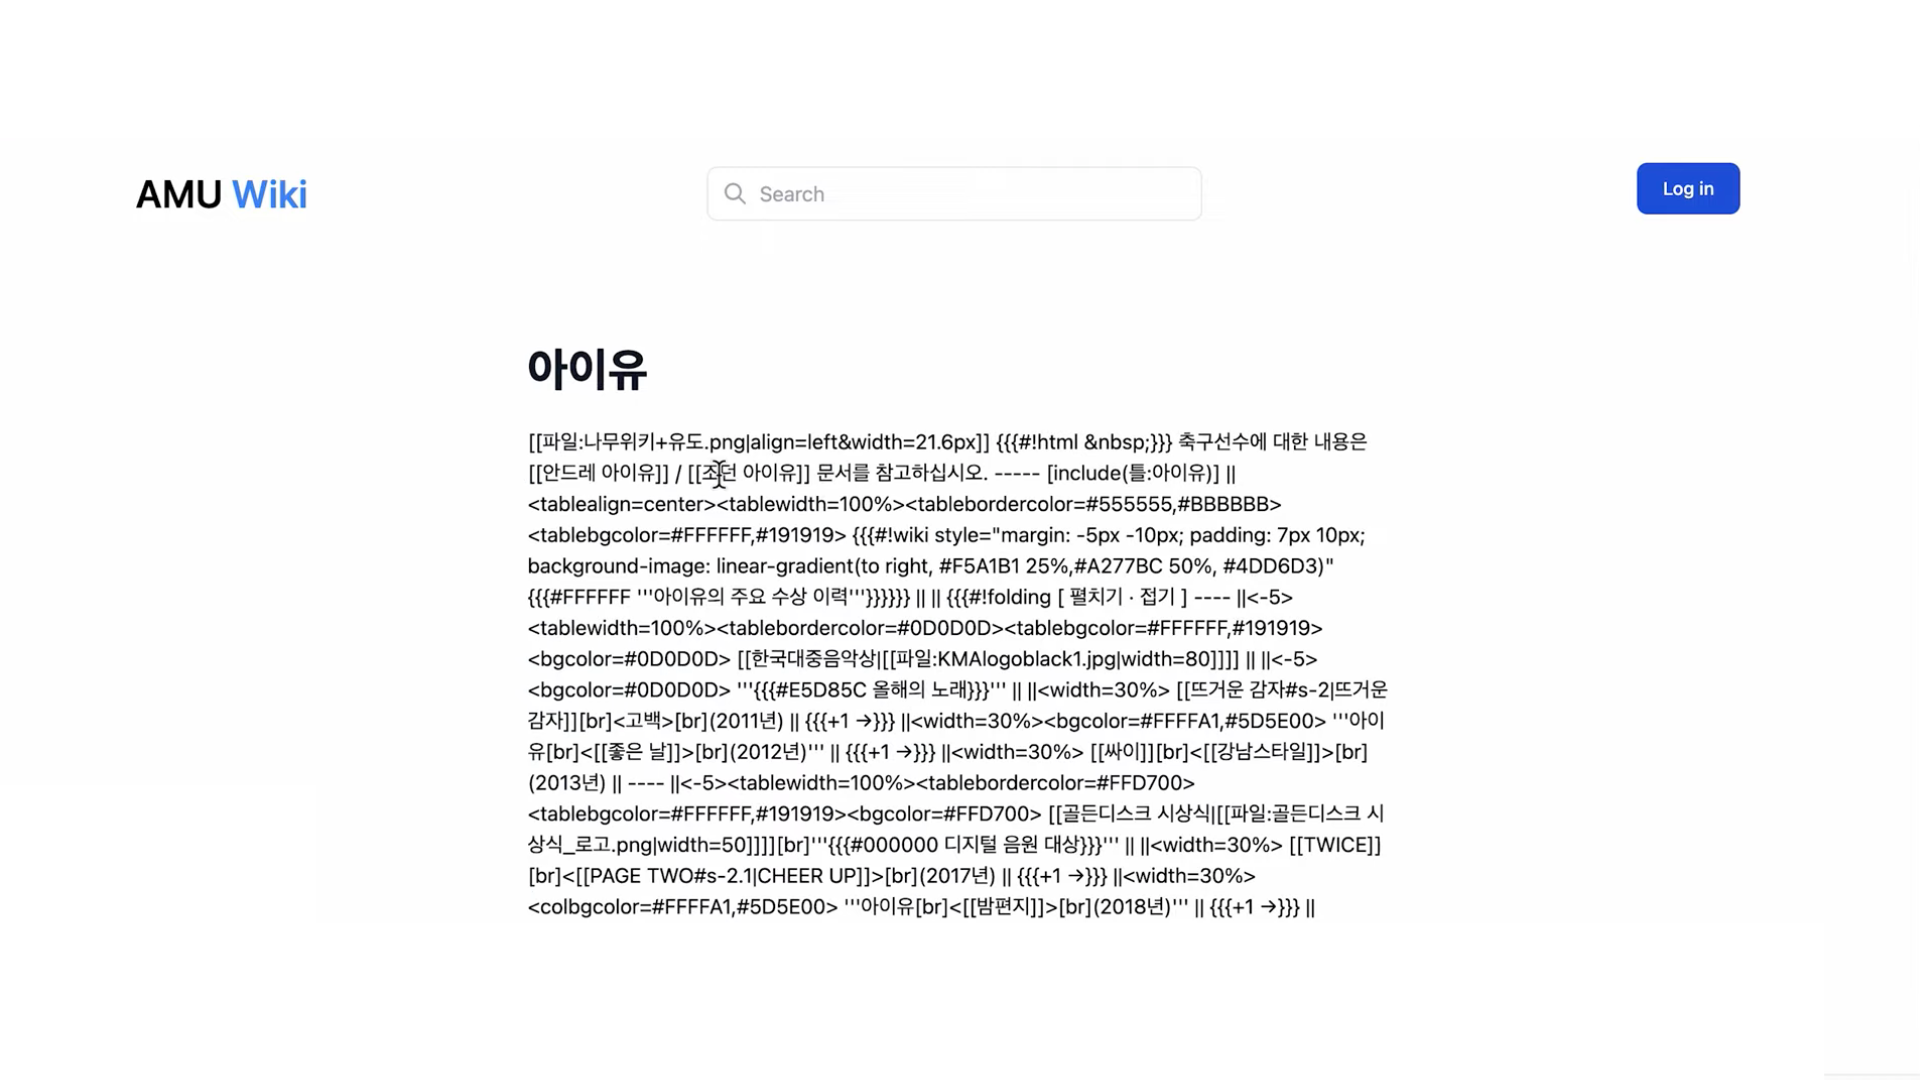 AMU Wiki
Search
Log in
아이유
[[파일:나무위키+유도.png|align=left&width=21.6px]] {{{#!html &nbsp;}}} 축구선수에 대한 내용은
[[안드레 아이유]] / [[조던 아이유]] 문서를 참고하십시오. ----- [include(틀:아이유)] ||
<tablealign=center><tablewidth=100%><tablebordercolor=#555555,#BBBBBB>
<tablebgcolor=#FFFFFF,#191919> {{{#!wiki style="margin: -5px -10px; padding: 7px 10px;
background-image: linear-gradient(to right, #F5A1B1 25%,#A277BC 50%, #4DD6D3)"
{{{#FFFFFF '''아이유의 주요 수상 이력'''}}}}}} || || {{{#!folding [ 펼치기 · 접기 ] ---- ||<-5>
<tablewidth=100%><tablebordercolor=#0D0D0D><tablebgcolor=#FFFFFF,#191919>
<bgcolor=#0D0D0D> [[한국대중음악상|[[파일:KMAlogoblack1.jpg|width=80]]]] || ||<-5>
<bgcolor=#0D0D0D> '''{{{#E5D85C 올해의 노래}}}''' || ||<width=30%> [[뜨거운 감자#s-2|뜨거운
감자]][br]<고백>[br](2011년) || {{{+1 →}}} ||<width=30%><bgcolor=#FFFFA1,#5D5E00> '''아이
유[br]<[[좋은 날]]>[br](2012년)''' || {{{+1 →}}} ||<width=30%> [[싸이]][br]<[[강남스타일]]>[br]
(2013년) || ---- ||<-5><tablewidth=100%><tablebordercolor=#FFD700>
<tablebgcolor=#FFFFFF,#191919><bgcolor=#FFD700> [[골든디스크 시상식|[[파일:골든디스크 시
상식_로고.png|width=50]]]][br]'''{{{#000000 디지털 음원 대상}}}''' || ||<width=30%> [[TWICE]]
[br]<[[PAGE TWO#s-2.1|CHEER UP]]>[br](2017년) || {{{+1 →}}} ||<width=30%>
<colbgcolor=#FFFFA1,#5D5E00> '''아이유[br]<[[밤편지]]>[br](2018년)''' || {{{+1 →}}} ||